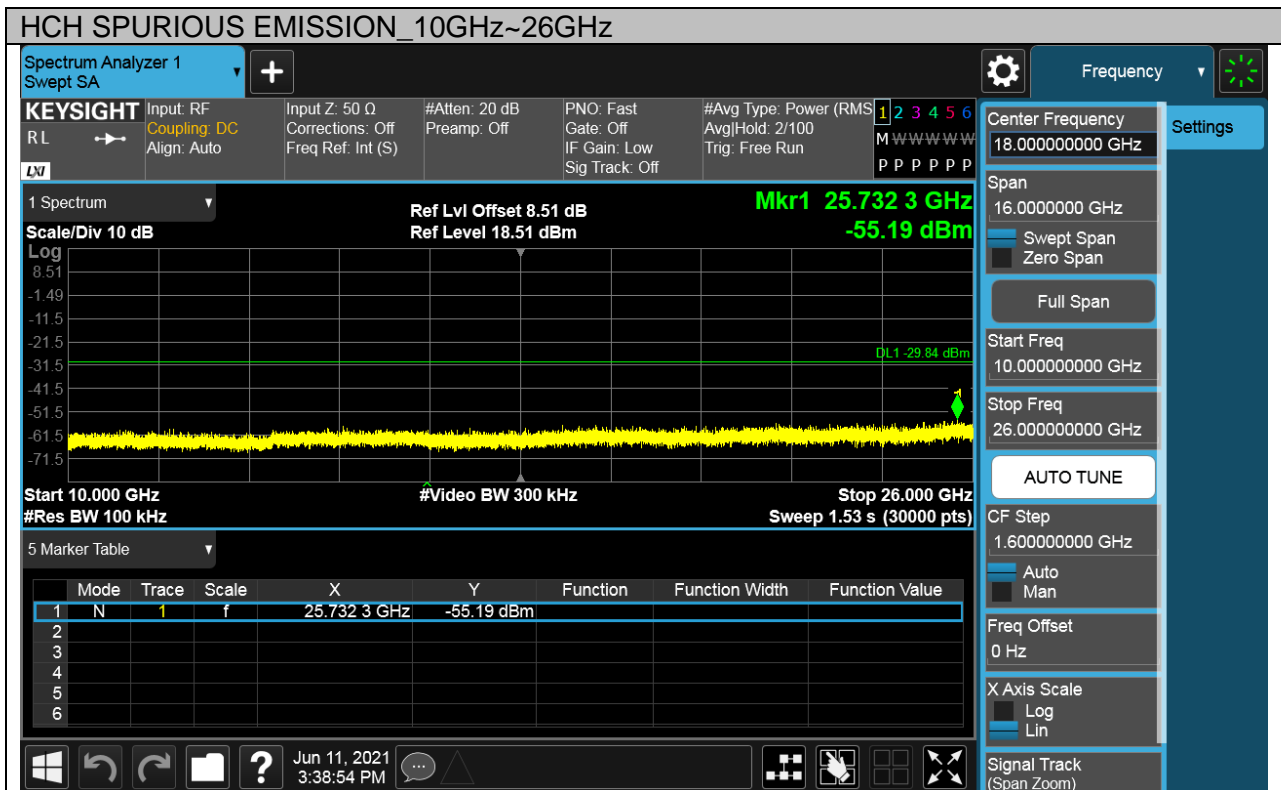 HCH SPURIOUS EMISSION_10GHz~26GHz
Spectrum Analyzer 1
Swept SA
+
Frequency
KEYSIGHT
RL
LXI
Input: RF
Coupling: DC
Align: Auto
Input Z: 50 Ω
Corrections: Off
Freq Ref: Int (S)
#Atten: 20 dB
Preamp: Off
PNO: Fast
Gate: Off
IF Gain: Low
Sig Track: Off
#Avg Type: Power (RMS
Avg|Hold: 2/100
Trig: Free Run
1 2 3 4 5 6
M W W W W W
P P P P P P
1 Spectrum
Scale/Div 10 dB
Ref Lvl Offset 8.51 dB
Ref Level 18.51 dBm
Mkr1 25.732 3 GHz
-55.19 dBm
Log
8.51
-1.49
-11.5
-21.5
-31.5
-41.5
-51.5
-61.5
-71.5
DL1 -29.84 dBm
1
Start 10.000 GHz
#Res BW 100 kHz
#Video BW 300 kHz
Stop 26.000 GHz
Sweep 1.53 s (30000 pts)
5 Marker Table
Mode Trace Scale X Y Function Function Width Function Value
1 N 1 f 25.732 3 GHz -55.19 dBm
2
3
4
5
6
?
Jun 11, 2021
3:38:54 PM
Center Frequency
18.000000000 GHz
Settings
Span
16.0000000 GHz
Swept Span
Zero Span
Full Span
Start Freq
10.000000000 GHz
Stop Freq
26.000000000 GHz
AUTO TUNE
CF Step
1.600000000 GHz
Auto
Man
Freq Offset
0 Hz
X Axis Scale
Log
Lin
Signal Track
(Span Zoom)